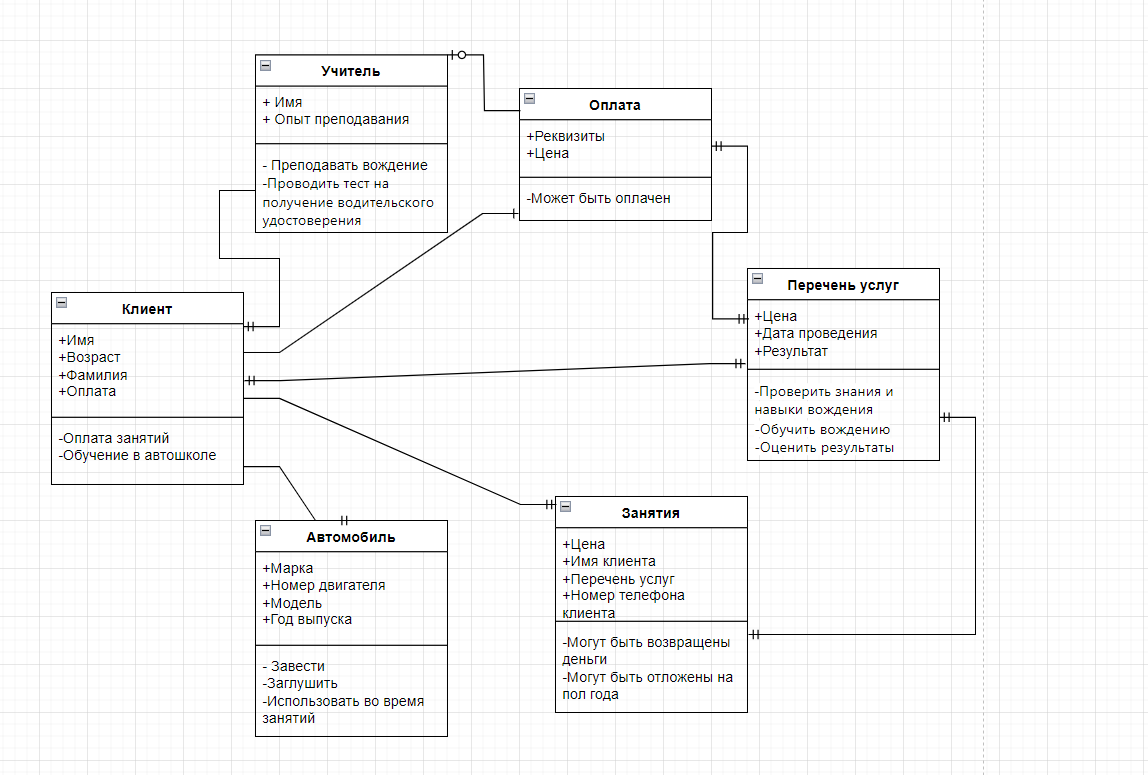 Учитель
+ Имя
+ Опыт преподавания
- Преподавать вождение
-Проводить тест на
получение водительского
удостоверения
Оплата
+Реквизиты
+Цена
-Может быть оплачен
Клиент
+Имя
+Возраст
+Фамилия
+Оплата
-Оплата занятий
-Обучение в автошколе
Перечень услуг
+Цена
+Дата проведения
+Результат
-Проверить знания и
навыки вождения
-Обучить вождению
-Оценить результаты
Автомобиль
+Марка
+Номер двигателя
+Модель
+Год выпуска
- Завести
-Заглушить
-Использовать во время
занятий
Занятия
+Цена
+Имя клиента
+Перечень услуг
+Номер телефона
клиента
-Могут быть возвращены
деньги
-Могут быть отложены на
пол года